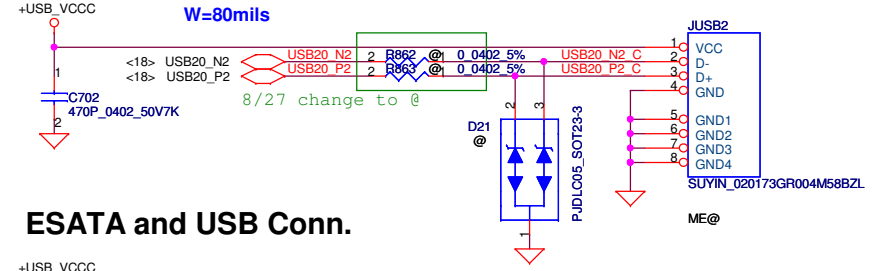 +USB_VCCC
W=80mils
JUSB2
1
VCC
<18> USB20_N2
USB20_N2
2
R862
@
1
0_0402_5%
USB20_N2_C
2
D-
<18> USB20_P2
USB20_P2
2
R863
@
1
0_0402_5%
USB20_P2_C
3
D+
4
GND
1
C702
470P_0402_50V7K
2
8/27 change to @
2
3
D21
@
PJDLC05_SOT23-3
1
5
GND1
6
GND2
7
GND3
8
GND4
SUYIN_020173GR004M58BZL
ME@
ESATA and USB Conn.
+USB_VCCC